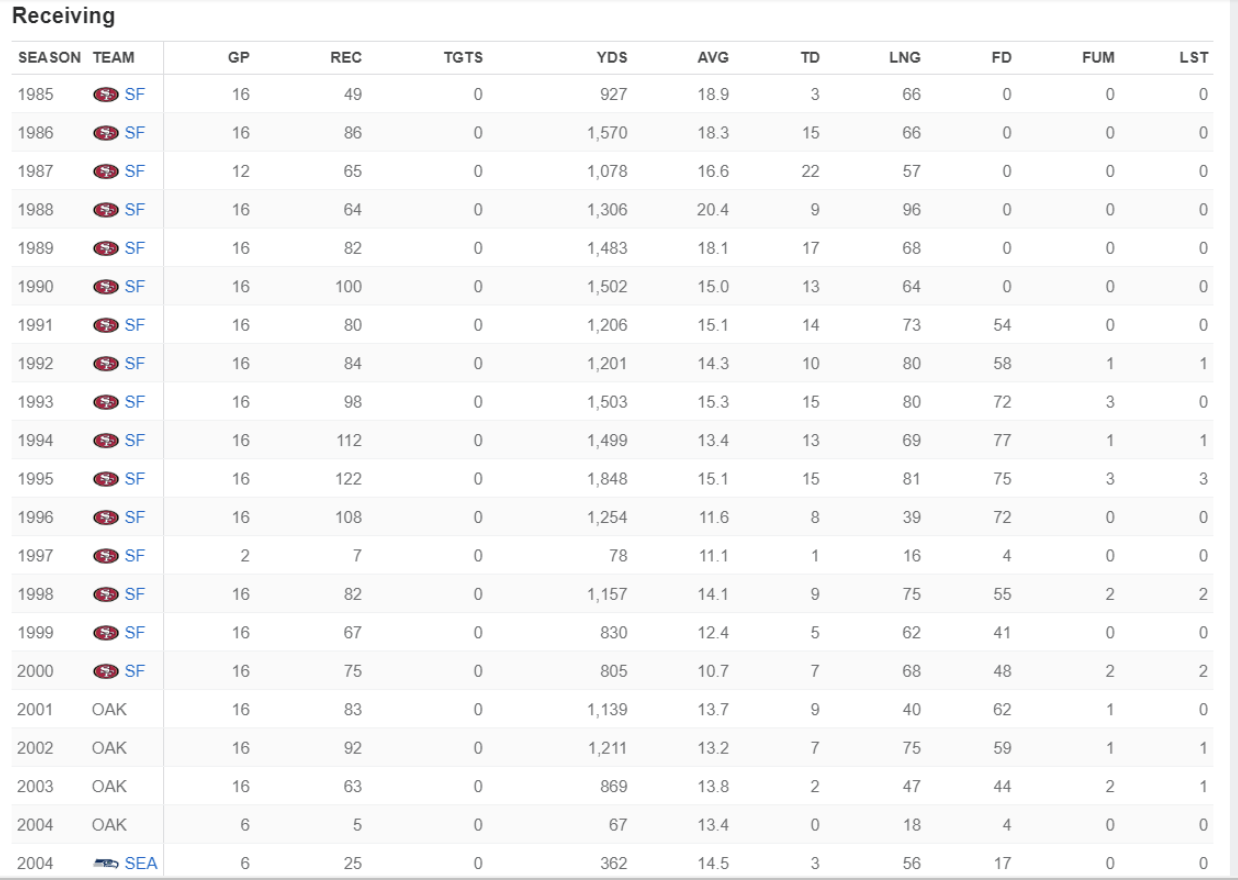 Receiving
SEASON TEAM GP REC TGTS YDS AVG TD LNG FD FUM LST
1985 SF 16 49 0 927 18.9 3 66 0 0 0
1986 SF 16 86 0 1,570 18.3 15 66 0 0 0
1987 SF 12 65 0 1,078 16.6 22 57 0 0 0
1988 SF 16 64 0 1,306 20.4 9 96 0 0 0
1989 SF 16 82 0 1,483 18.1 17 68 0 0 0
1990 SF 16 100 0 1,502 15.0 13 64 0 0 0
1991 SF 16 80 0 1,206 15.1 14 73 54 0 0
1992 SF 16 84 0 1,201 14.3 10 80 58 1 1
1993 SF 16 98 0 1,503 15.3 15 80 72 3 0
1994 SF 16 112 0 1,499 13.4 13 69 77 1 1
1995 SF 16 122 0 1,848 15.1 15 81 75 3 3
1996 SF 16 108 0 1,254 11.6 8 39 72 0 0
1997 SF 2 7 0 78 11.1 1 16 4 0 0
1998 SF 16 82 0 1,157 14.1 9 75 55 2 2
1999 SF 16 67 0 830 12.4 5 62 41 0 0
2000 SF 16 75 0 805 10.7 7 68 48 2 2
2001 OAK 16 83 0 1,139 13.7 9 40 62 1 0
2002 OAK 16 92 0 1,211 13.2 7 75 59 1 1
2003 OAK 16 63 0 869 13.8 2 47 44 2 1
2004 OAK 6 5 0 67 13.4 0 18 4 0 0
2004 SEA 6 25 0 362 14.5 3 56 17 0 0